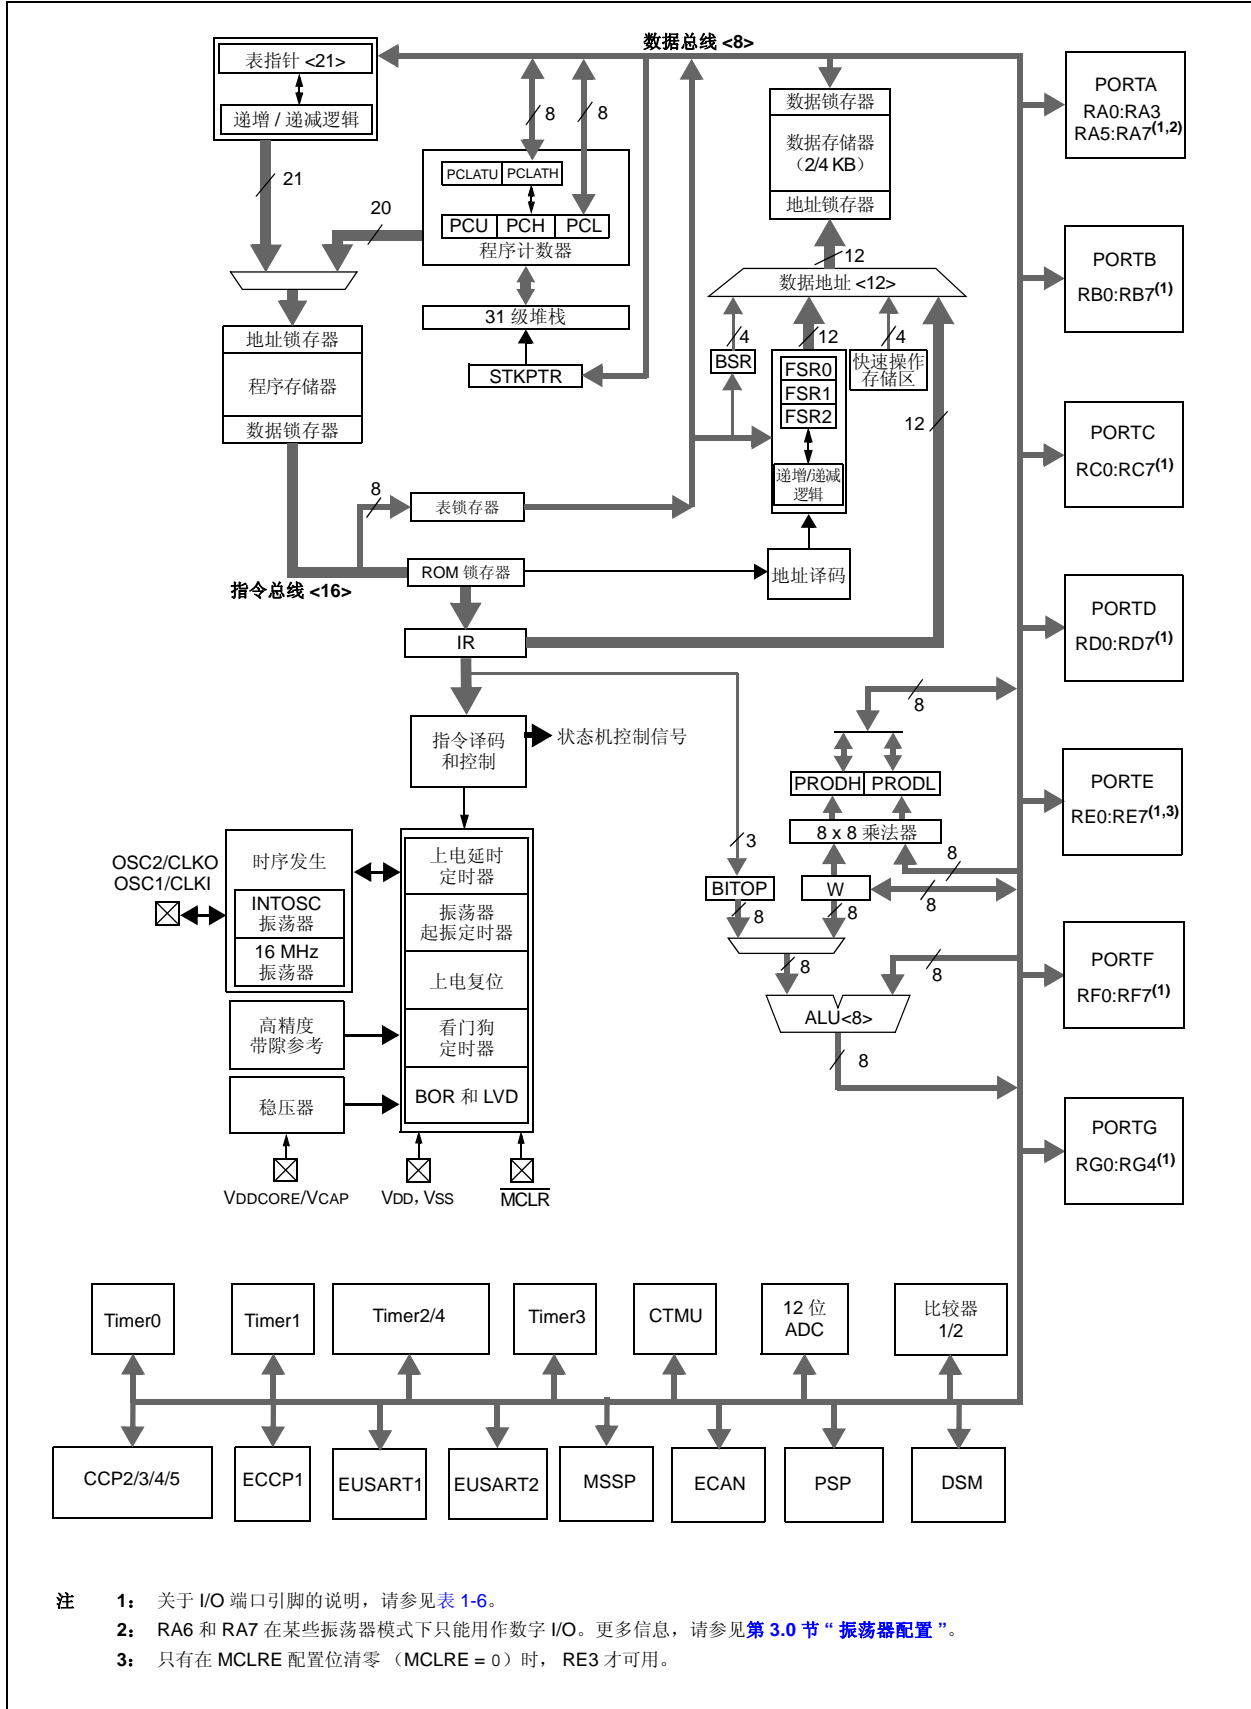 数据总线 <8>
表指针 <21>
递增 / 递减逻辑
21
20
8
8
PCLATU PCLATH
PCU PCH PCL
程序计数器
31 级堆栈
STKPTR
数据锁存器
数据存储器
（2/4 KB）
地址锁存器
12
数据地址 <12>
4
12
4
BSR
FSR0
FSR1
FSR2
快速操作
存储区
12
递增/递减
逻辑
地址锁存器
程序存储器
数据锁存器
8
表锁存器
ROM 锁存器
地址译码
指令总线 <16>
IR
指令译码
和控制
状态机控制信号
8
PRODH PRODL
8 x 8 乘法器
3
8
BITOP
W
8
8
8
8
8
ALU<8>
8
OSC2/CLKO
OSC1/CLKI
时序发生
INTOSC
振荡器
16 MHz
振荡器
高精度
带隙参考
稳压器
上电延时
定时器
振荡器
起振定时器
上电复位
看门狗
定时器
BOR 和 LVD
VDDCORE/VCAP
VDD，VSS
MCLR
PORTA
RA0:RA3
RA5:RA7(1,2)
PORTB
RB0:RB7(1)
PORTC
RC0:RC7(1)
PORTD
RD0:RD7(1)
PORTE
RE0:RE7(1,3)
PORTF
RF0:RF7(1)
PORTG
RG0:RG4(1)
Timer0
Timer1
Timer2/4
Timer3
CTMU
12 位
ADC
比较器
1/2
CCP2/3/4/5
ECCP1
EUSART1
EUSART2
MSSP
ECAN
PSP
DSM
注 1： 关于 I/O 端口引脚的说明，请参见表 1-6。
2： RA6 和 RA7 在某些振荡器模式下只能用作数字 I/O。更多信息，请参见第 3.0 节 “ 振荡器配置 ”。
3： 只有在 MCLRE 配置位清零 （MCLRE = 0）时， RE3 才可用。